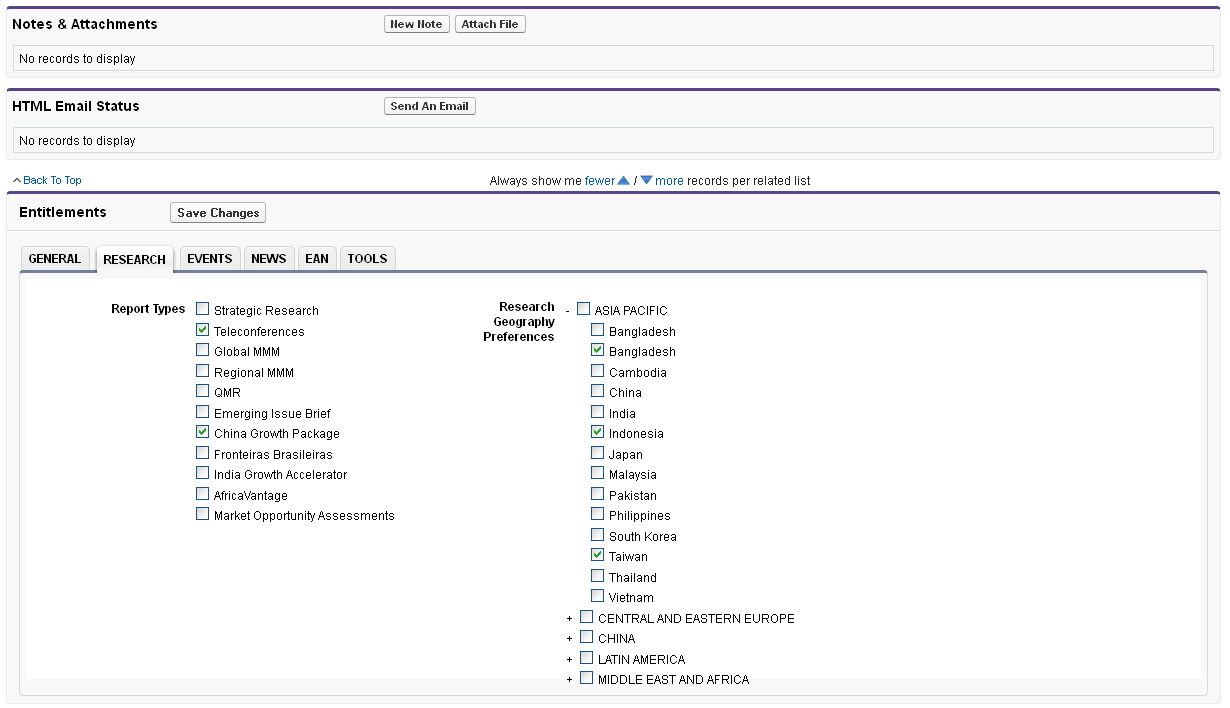 Notes & Attachments New Note Attach File
No records to display
HTML Email Status Send An Email
No records to display
Back To Top Always show me fewer / more records per related list
Entitlements Save Changes
GENERAL RESEARCH EVENTS NEWS EAN TOOLS
Report Types
Strategic Research
Teleconferences
Global MMM
Regional MMM
QMR
Emerging Issue Brief
China Growth Package
Fronteiras Brasileiras
India Growth Accelerator
AfricaVantage
Market Opportunity Assessments
Research
Geography
Preferences
- ASIA PACIFIC
Bangladesh
Bangladesh
Cambodia
China
India
Indonesia
Japan
Malaysia
Pakistan
Philippines
South Korea
Taiwan
Thailand
Vietnam
+ CENTRAL AND EASTERN EUROPE
+ CHINA
+ LATIN AMERICA
+ MIDDLE EAST AND AFRICA